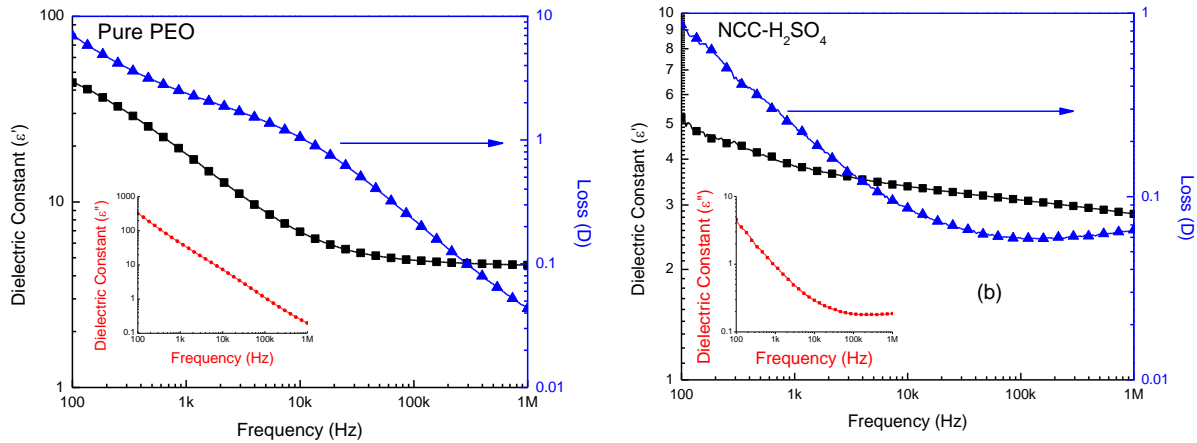 Pure PEO
Dielectric Constant (ε')
100
10
1
Loss (D)
10
1
0.1
0.01
100 1k 10k 100k 1M
Frequency (Hz)
Dielectric Constant (ε")
1000
100
10
1
0.1
100 1k 10k 100k 1M
Frequency (Hz)
NCC-H₂SO₄
Dielectric Constant (ε')
10
9
8
7
6
5
4
3
2
1
Loss (D)
1
0.1
0.01
100 1k 10k 100k 1M
Frequency (Hz)
Dielectric Constant (ε")
10
1
0.1
100 1k 10k 100k 1M
Frequency (Hz)
(b)